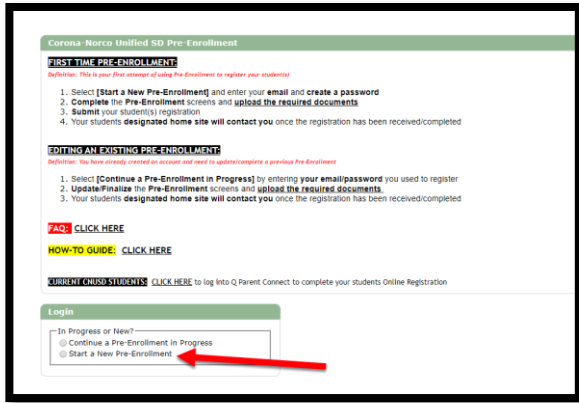 Corona-Norco Unified SD Pre-Enrollment
FIRST TIME PRE-ENROLLMENT:
Definition: This is your first attempt of using Pre-Enrollment to register your student(s)
1. Select [Start a New Pre-Enrollment] and enter your email and create a password
2. Complete the Pre-Enrollment screens and upload the required documents
3. Submit your student(s) registration
4. Your students designated home site will contact you once the registration has been received/completed
EDITING AN EXISTING PRE-ENROLLMENT:
Definition: You have already created an account and need to update/complete a previous Pre-Enrollment
1. Select [Continue a Pre-Enrollment in Progress] by entering your email/password you used to register
2. Update/Finalize the Pre-Enrollment screens and upload the required documents
3. Your students designated home site will contact you once the registration has been received/completed
FAQ: CLICK HERE
HOW-TO GUIDE: CLICK HERE
CURRENT CNUSD STUDENTS: CLICK HERE to log into Q Parent Connect to complete your students Online Registration
Login
In Progress or New?
Continue a Pre-Enrollment in Progress
Start a New Pre-Enrollment